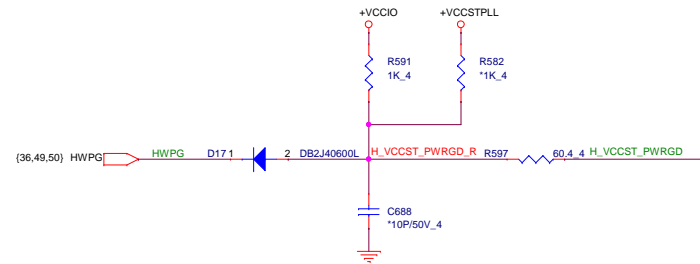 +VCCIO
+VCCSTPLL
R591
1K_4
R582
*1K_4
{36,49,50} HWPG
HWPG
D17
1
2
DB2J40600L
H_VCCST_PWRGD_R
R597
60.4_4
H_VCCST_PWRGD
C688
*10P/50V_4